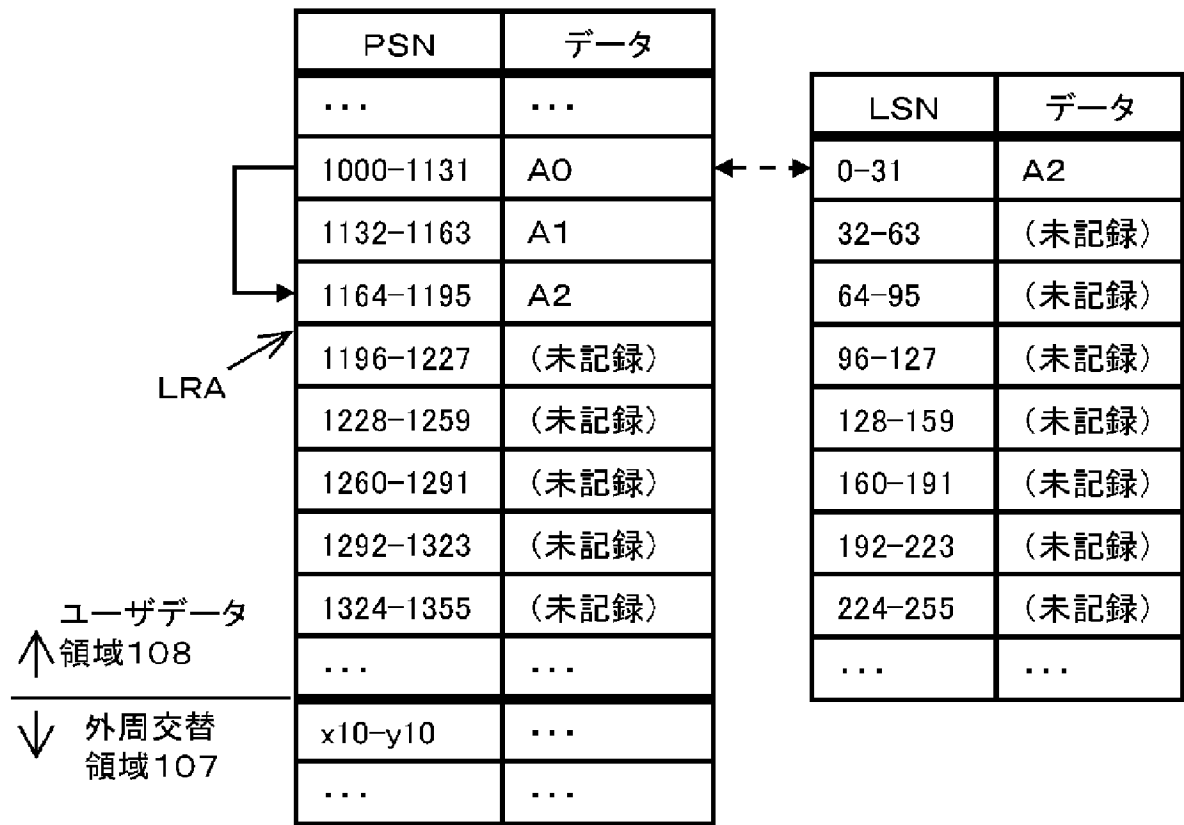 PSN データ
・・・ ・・・
1000-1131 A0
1132-1163 A1
1164-1195 A2
1196-1227 (未記録)
1228-1259 (未記録)
1260-1291 (未記録)
1292-1323 (未記録)
1324-1355 (未記録)
・・・ ・・・
x10-y10 ・・・
・・・ ・・・
LRA
ユーザデータ
領域108
外周交替
領域107
LSN データ
0-31 A2
32-63 (未記録)
64-95 (未記録)
96-127 (未記録)
128-159 (未記録)
160-191 (未記録)
192-223 (未記録)
224-255 (未記録)
・・・ ・・・